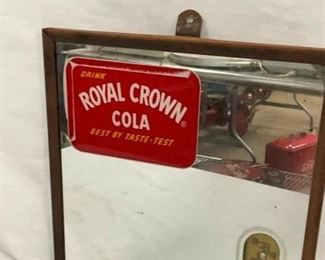 DRINK
ROYAL CROWN®
COLA
BEST BY TASTE-TEST